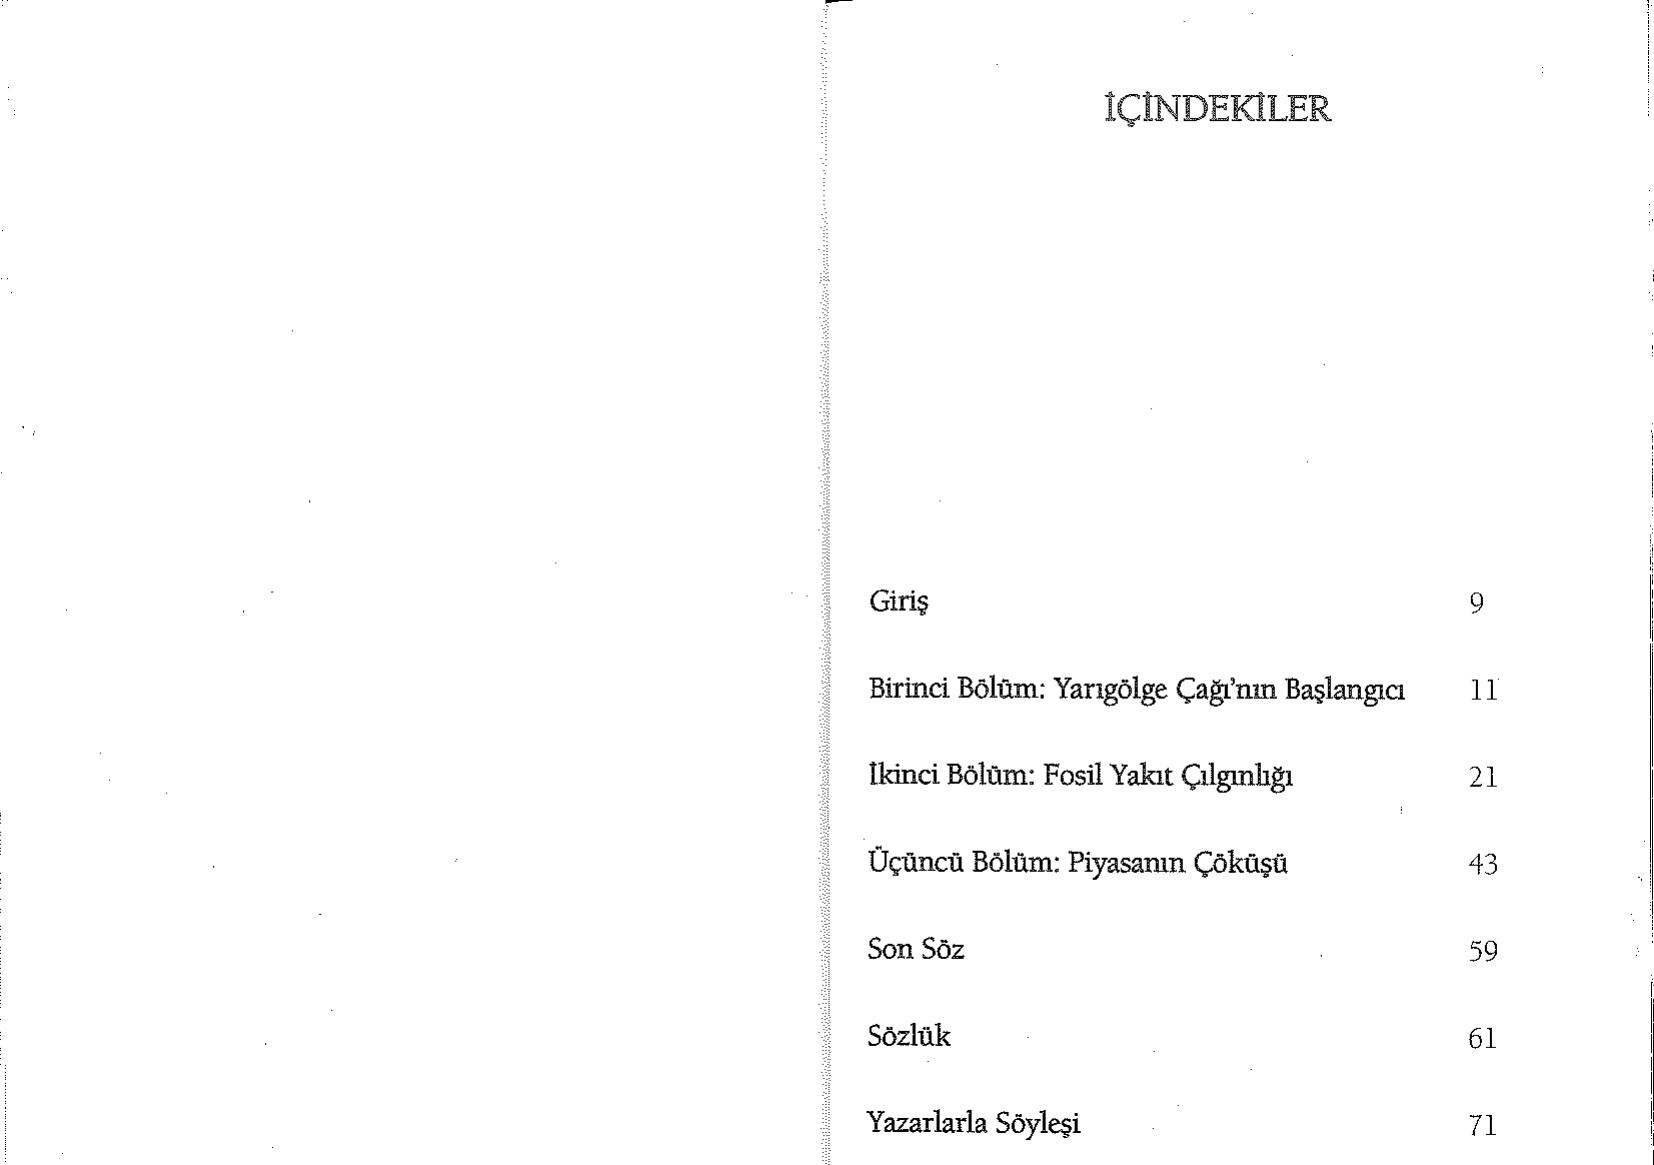 İÇİNDEKİLER
Giriş 9
Birinci Bölüm: Yarıgölge Çağı'nın Başlangıcı 11
İkinci Bölüm: Fosil Yakıt Çılgınlığı 21
Üçüncü Bölüm: Piyasanın Çöküşü 43
Son Söz 59
Sözlük 61
Yazarlarla Söyleşi 71